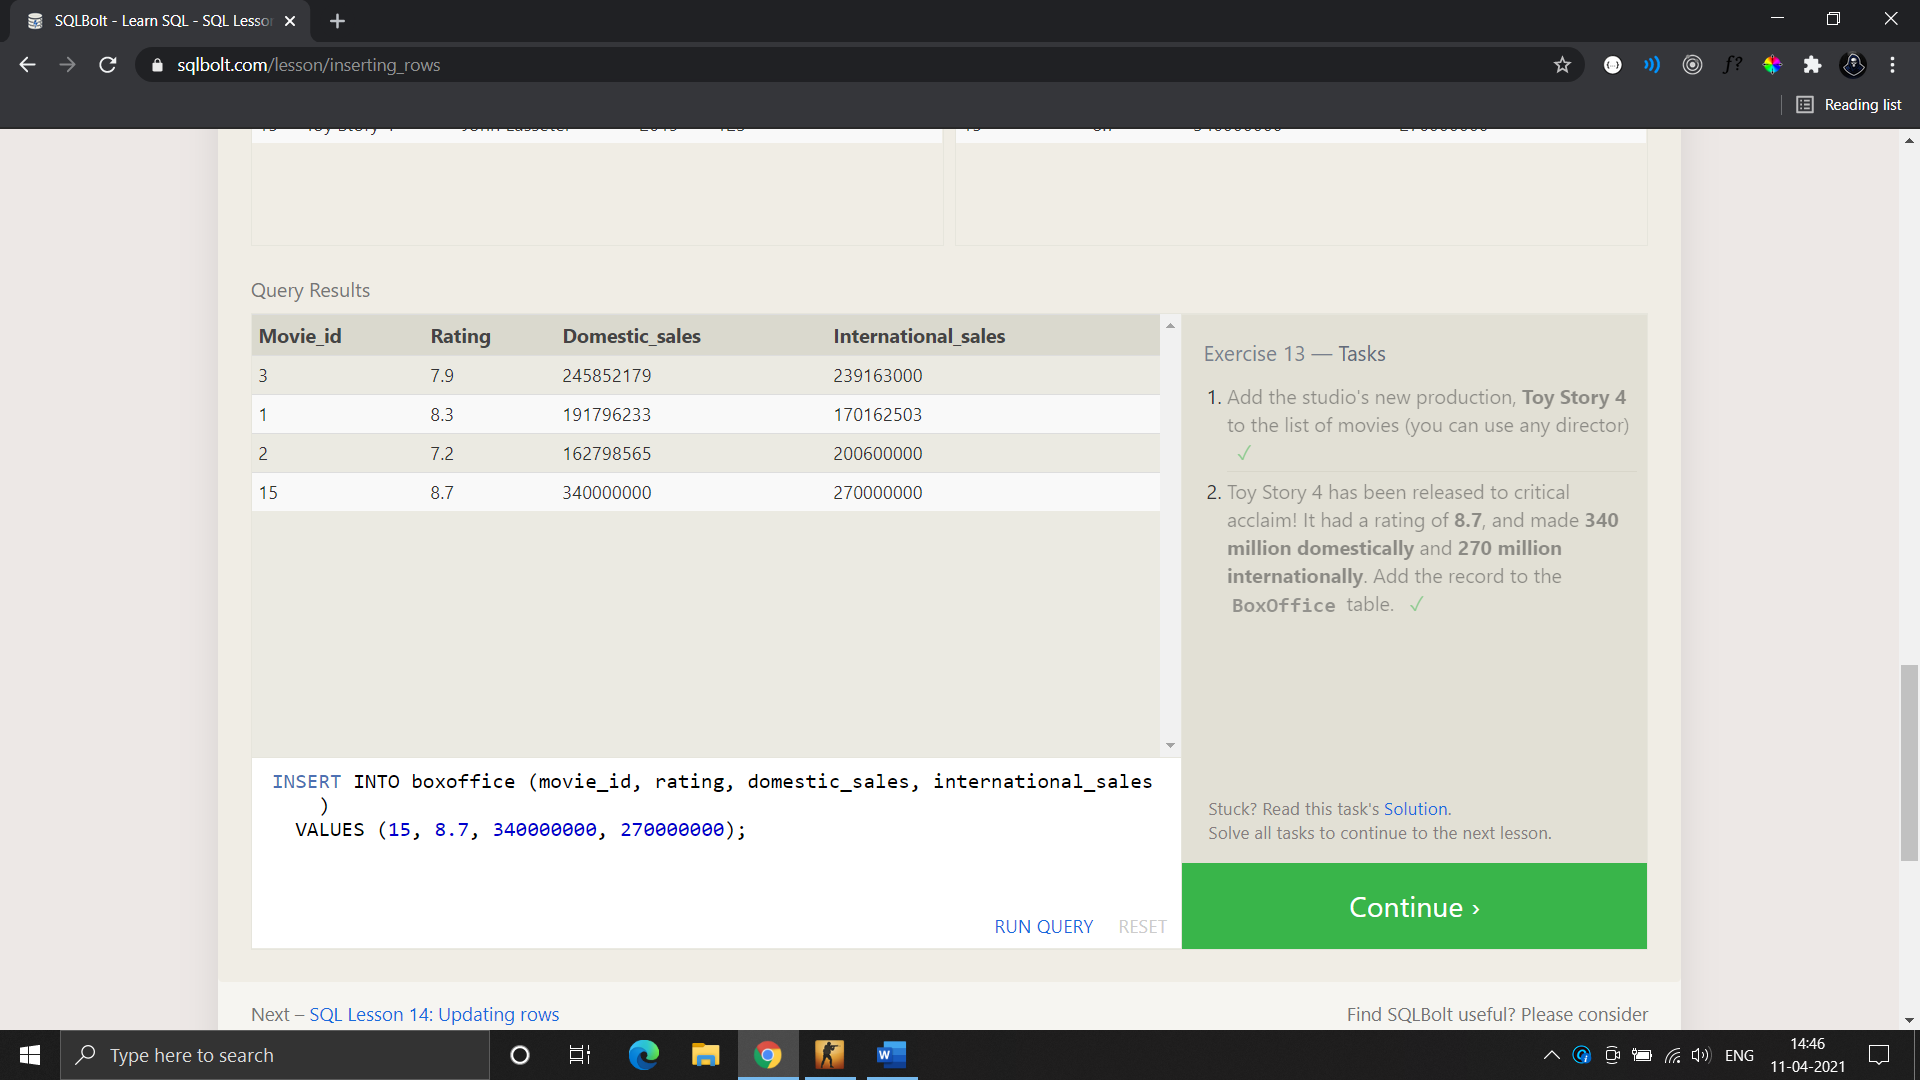 SQLBolt - Learn SQL - SQL Lesso
sqlbolt.com/lesson/inserting_rows
f?
Reading list
Query Results
Movie_id Rating Domestic_sales International_sales
3 7.9 245852179 239163000
1 8.3 191796233 170162503
2 7.2 162798565 200600000
15 8.7 340000000 270000000
Exercise 13 — Tasks
1. Add the studio's new production, Toy Story 4
to the list of movies (you can use any director)
✓
2. Toy Story 4 has been released to critical
acclaim! It had a rating of 8.7, and made 340
million domestically and 270 million
internationally. Add the record to the
BoxOffice table. ✓
INSERT INTO boxoffice (movie_id, rating, domestic_sales, international_sales
)
VALUES (15, 8.7, 340000000, 270000000);
RUN QUERY RESET
Stuck? Read this task's Solution.
Solve all tasks to continue to the next lesson.
Continue ›
Next – SQL Lesson 14: Updating rows
Find SQLBolt useful? Please consider
Type here to search
W
ENG
14:46
11-04-2021